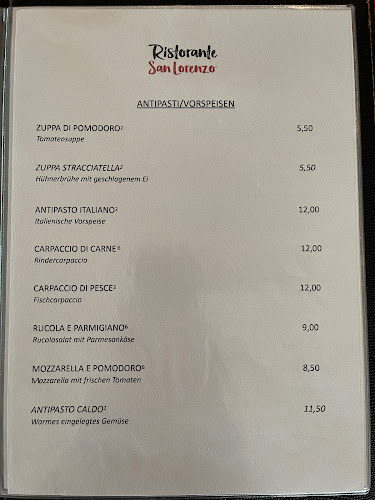 Ristorante
San Lorenzo
ANTIPASTI/VORSPEISEN
ZUPPA DI POMODORO² 5,50
Tomatensuppe
ZUPPA STRACCIATELLA² 5,50
Hühnerbrühe mit geschlagenem Ei
ANTIPASTO ITALIANO² 12,00
Italienische Vorspeise
CARPACCIO DI CARNE⁶ 12,00
Rindercarpaccio
CARPACCIO DI PESCE² 12,00
Fischcarpaccio
RUCOLA E PARMIGIANO⁶ 9,00
Rucolasalat mit Parmesankäse
MOZZARELLA E POMODORO⁶ 8,50
Mozzarella mit frischen Tomaten
ANTIPASTO CALDO² 11,50
Warmes eingelegtes Gemüse